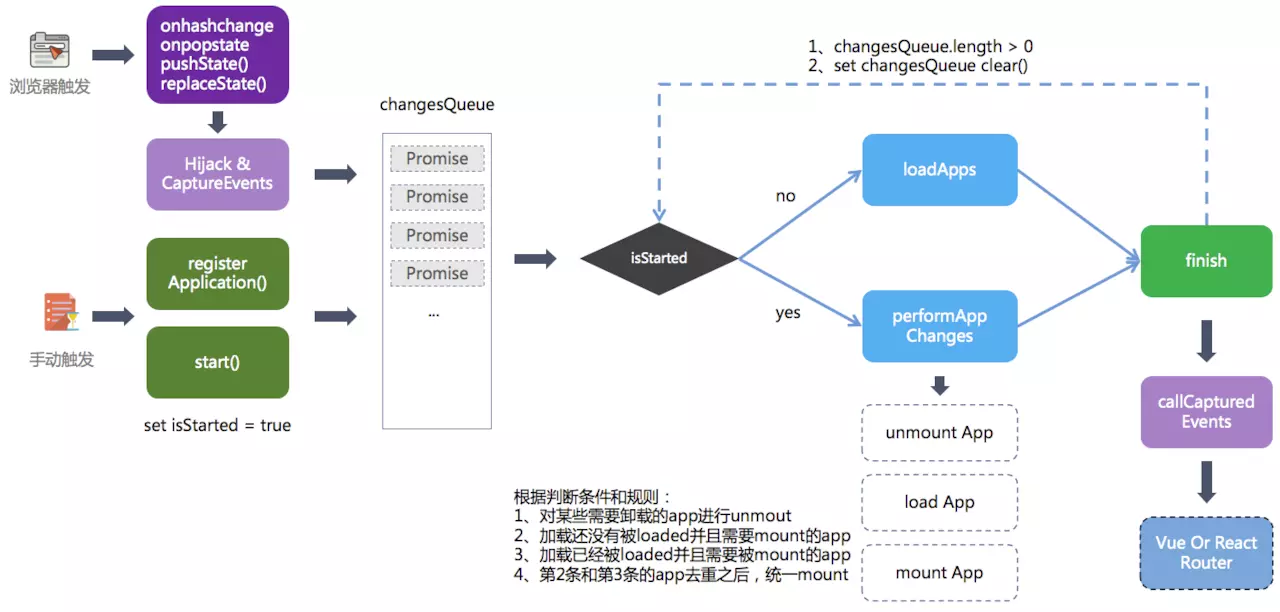 浏览器触发
onhashchange
onpopstate
pushState()
replaceState()
Hijack &
CaptureEvents
register
Application()
手动触发
start()
set isStarted = true
changesQueue
Promise
Promise
Promise
Promise
...
1、changesQueue.length > 0
2、set changesQueue clear()
isStarted
no
yes
loadApps
performApp
Changes
unmount App
load App
mount App
根据判断条件和规则：
1、对某些需要卸载的app进行unmout
2、加载还没有被loaded并且需要mount的app
3、加载已经被loaded并且需要被mount的app
4、第2条和第3条的app去重之后，统一mount
finish
callCaptured
Events
Vue Or React
Router